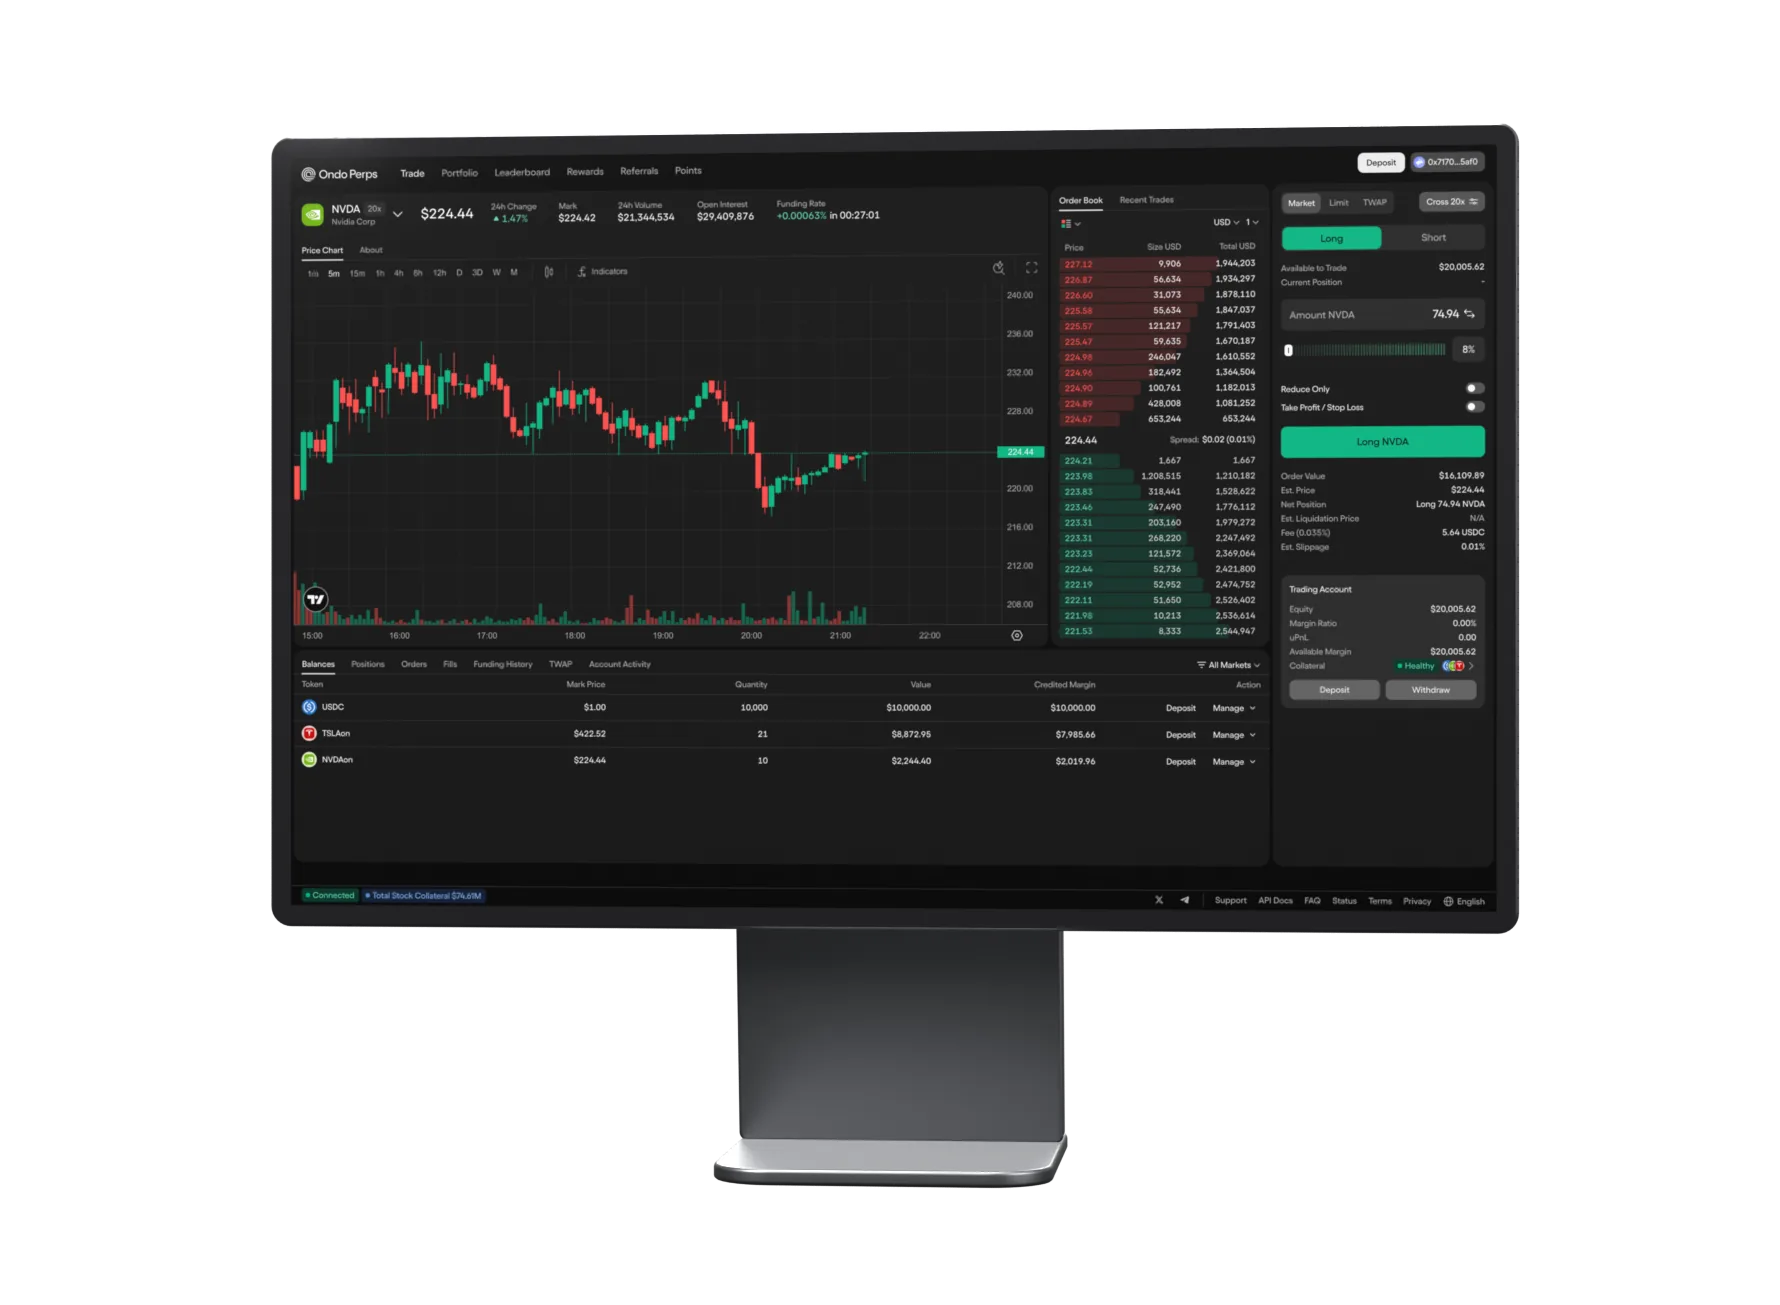 Ondo Perps Trade Portfolio Leaderboard Rewards Referrals Points Deposit 0x7170...5af0
NVDA 20x
Nvidia Corp
$224.44
24h Change
1.47%
Mark
$224.42
24h Volume
$21,344,534
Open Interest
$29,409,876
Funding Rate
+0.00063% in 00:27:01
Price Chart About
5m 15m 1h 4h 12h D 3D W M Indicators
240.00
236.00
232.00
228.00
224.44
220.00
216.00
212.00
208.00
15:00 16:00 17:00 18:00 19:00 20:00 21:00 22:00
Order Book Recent Trades
USD 1
Price Size USD Total USD
227.12 9,906 1,944,203
226.87 56,634 1,934,297
226.60 31,073 1,878,110
225.58 55,634 1,847,037
225.57 121,217 1,791,403
225.47 59,635 1,670,187
224.98 246,047 1,610,552
224.96 182,492 1,364,504
224.90 100,761 1,182,013
224.89 428,008 1,081,252
224.67 653,244 653,244
224.44 Spread: $0.02 (0.01%)
224.21 1,667 1,667
223.98 1,208,515 1,210,182
223.83 318,441 1,528,622
223.46 247,490 1,776,112
223.31 203,160 1,979,272
223.31 268,220 2,247,492
223.23 121,572 2,369,064
222.44 52,736 2,421,800
222.19 52,952 2,474,752
222.11 51,650 2,526,402
221.98 10,213 2,536,614
221.53 8,333 2,544,947
Market Limit TWAP Cross 20x
Long Short
Available to Trade $20,005.62
Current Position -
Amount NVDA 74.94
8%
Reduce Only
Take Profit / Stop Loss
Long NVDA
Order Value $16,109.89
Est. Price $224.44
Net Position Long 74.94 NVDA
Est. Liquidation Price N/A
Fee (0.035%) 5.64 USDC
Est. Slippage 0.01%
Trading Account
Equity $20,005.62
Margin Ratio 0.00%
uPnL 0.00
Available Margin $20,005.62
Collateral Healthy
Deposit Withdraw
Balances Positions Orders Fills Funding History TWAP Account Activity All Markets
Token Mark Price Quantity Value Credited Margin Action
USDC $1.00 10,000 $10,000.00 $10,000.00 Deposit Manage
TSLAon $422.52 21 $8,872.95 $7,985.66 Deposit Manage
NVDAon $224.44 10 $2,244.40 $2,019.96 Deposit Manage
Connected Total Stock Collateral $74.61M Support API Docs FAQ Status Terms Privacy English